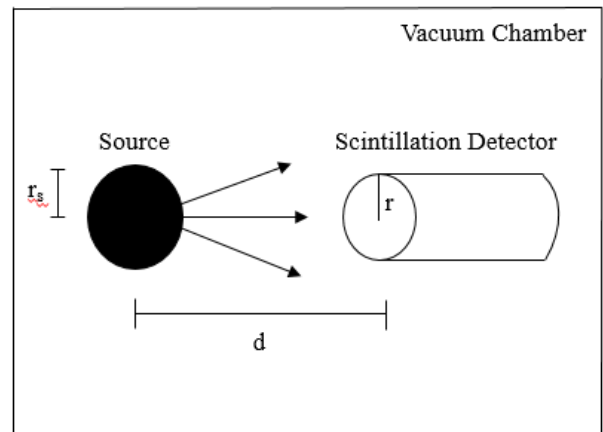 Vacuum Chamber
Source
Scintillation Detector
rs
r
d